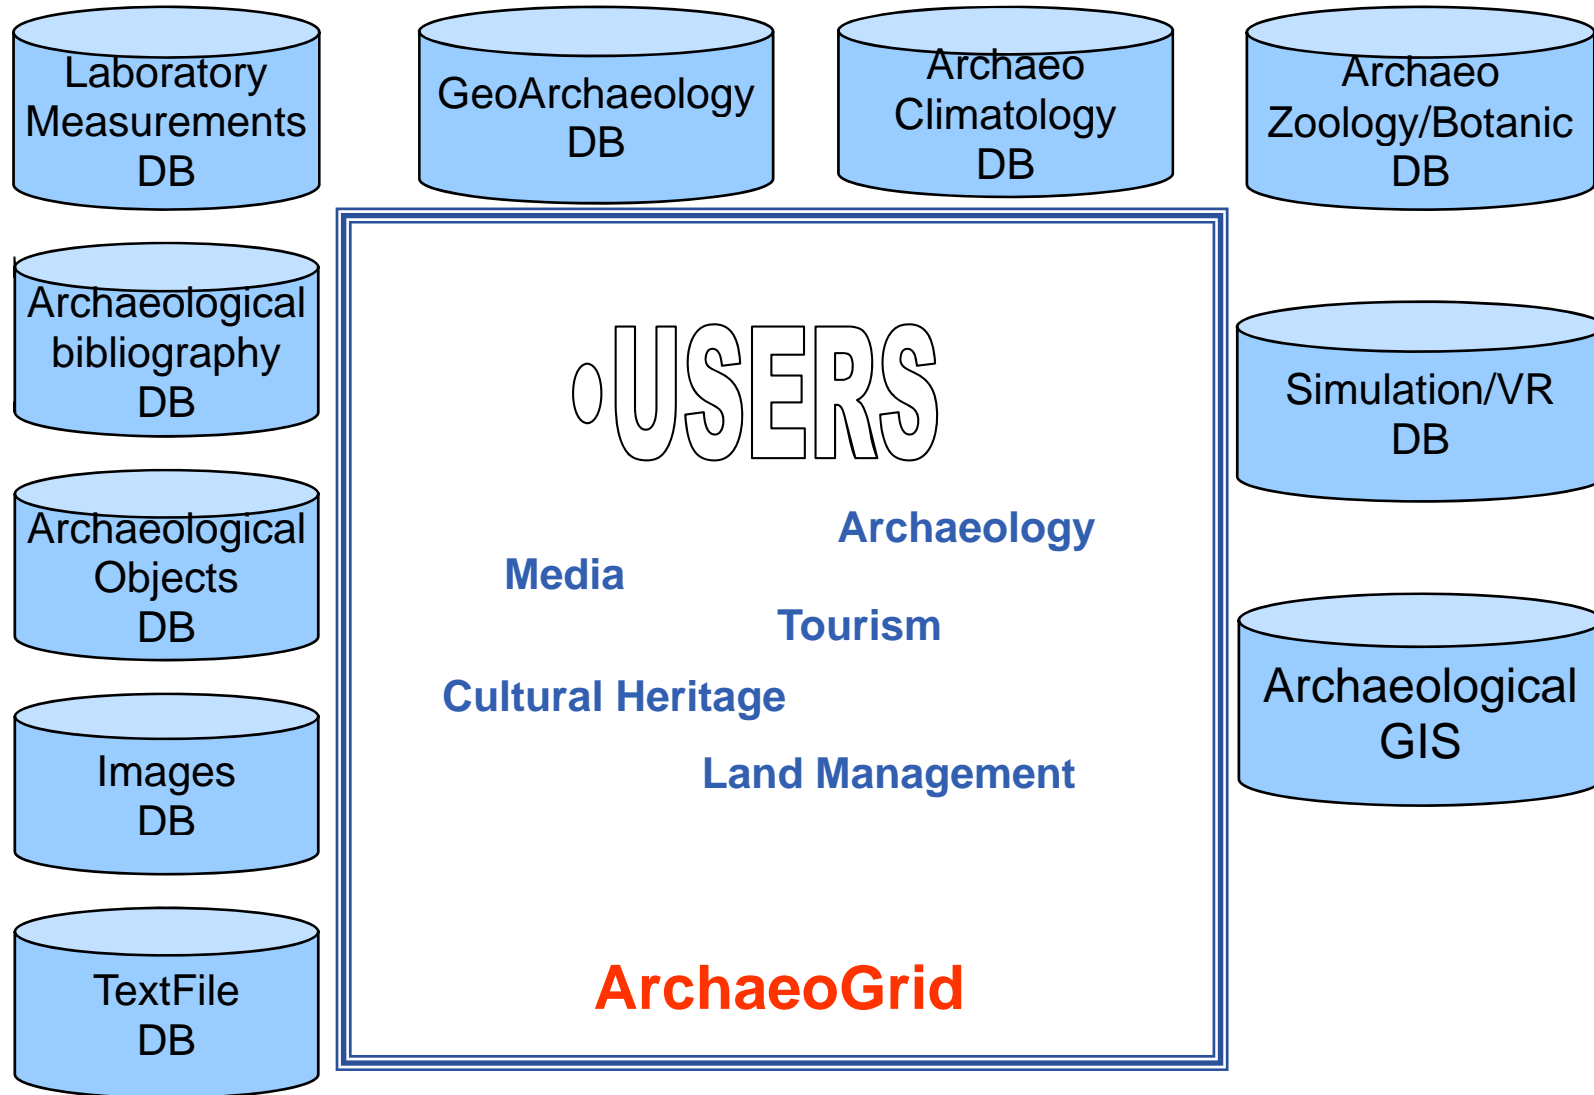 Laboratory
Measurements
DB
GeoArchaeology
DB
Archaeo
Climatology
DB
Archaeo
Zoology/Botanic
DB
Archaeological
bibliography
DB
Archaeological
Objects
DB
Images
DB
TextFile
DB
•USERS
Archaeology
Media
Tourism
Cultural Heritage
Land Management
ArchaeoGrid
Simulation/VR
DB
Archaeological
GIS